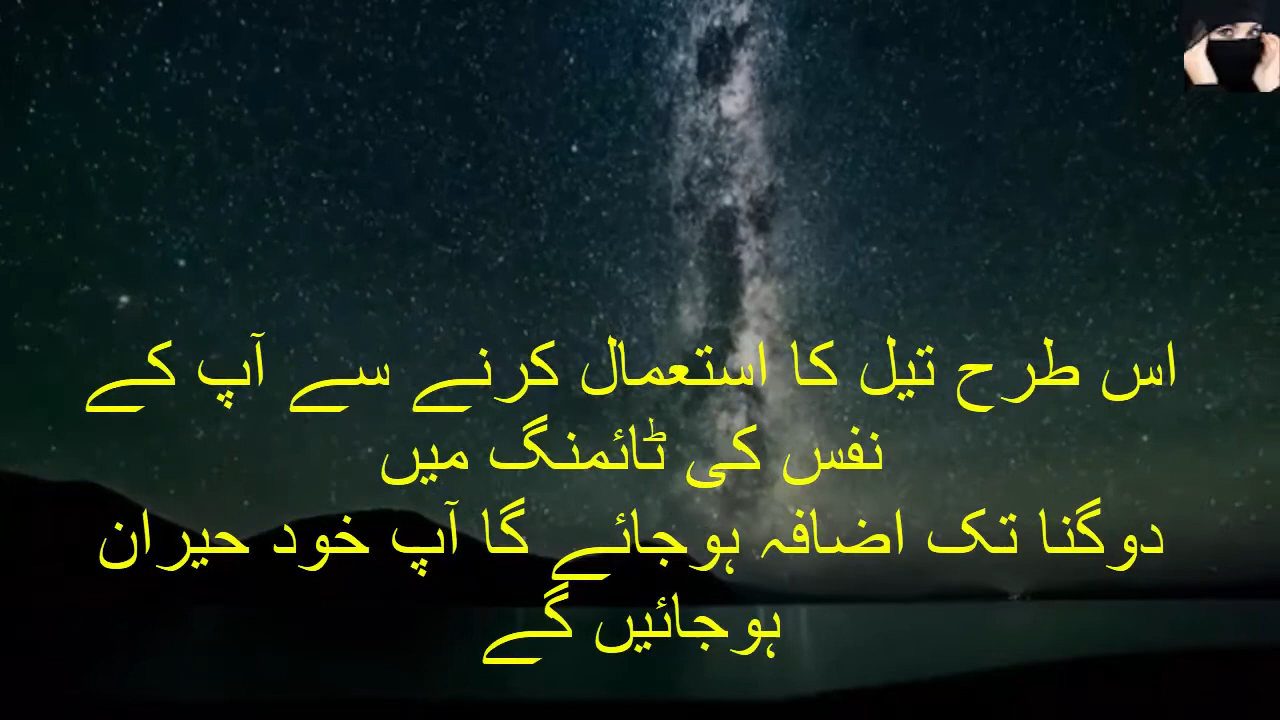 اس طرح تیل کا استعمال کرنے سے آپ کے
نفس کی ٹائمنگ میں
دوگنا تک اضافہ ہوجائے گا آپ خود حیران
ہوجائیں گے